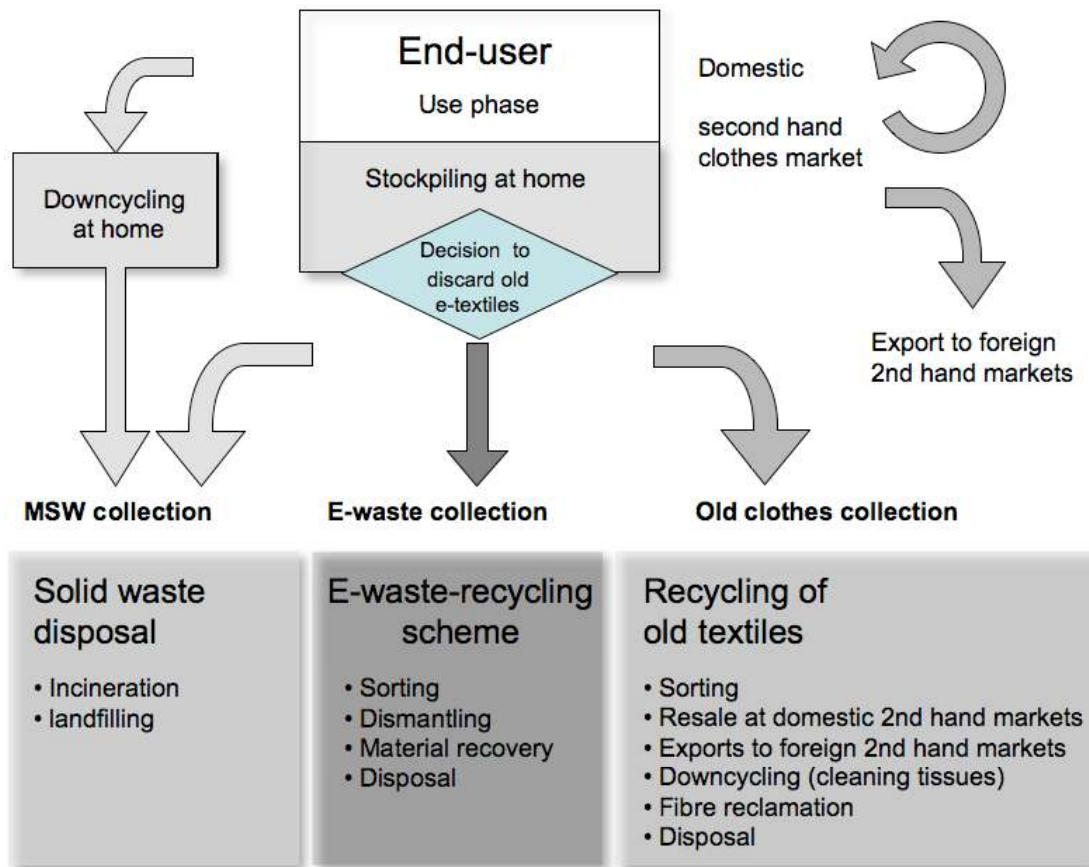 End-user
Use phase
Stockpiling at home
Decision to
discard old
e-textiles
Domestic
second hand
clothes market
Downcycling
at home
Export to foreign
2nd hand markets
MSW collection
E-waste collection
Old clothes collection
Solid waste
disposal
• Incineration
• landfilling
E-waste-recycling
scheme
• Sorting
• Dismantling
• Material recovery
• Disposal
Recycling of
old textiles
• Sorting
• Resale at domestic 2nd hand markets
• Exports to foreign 2nd hand markets
• Downcycling (cleaning tissues)
• Fibre reclamation
• Disposal